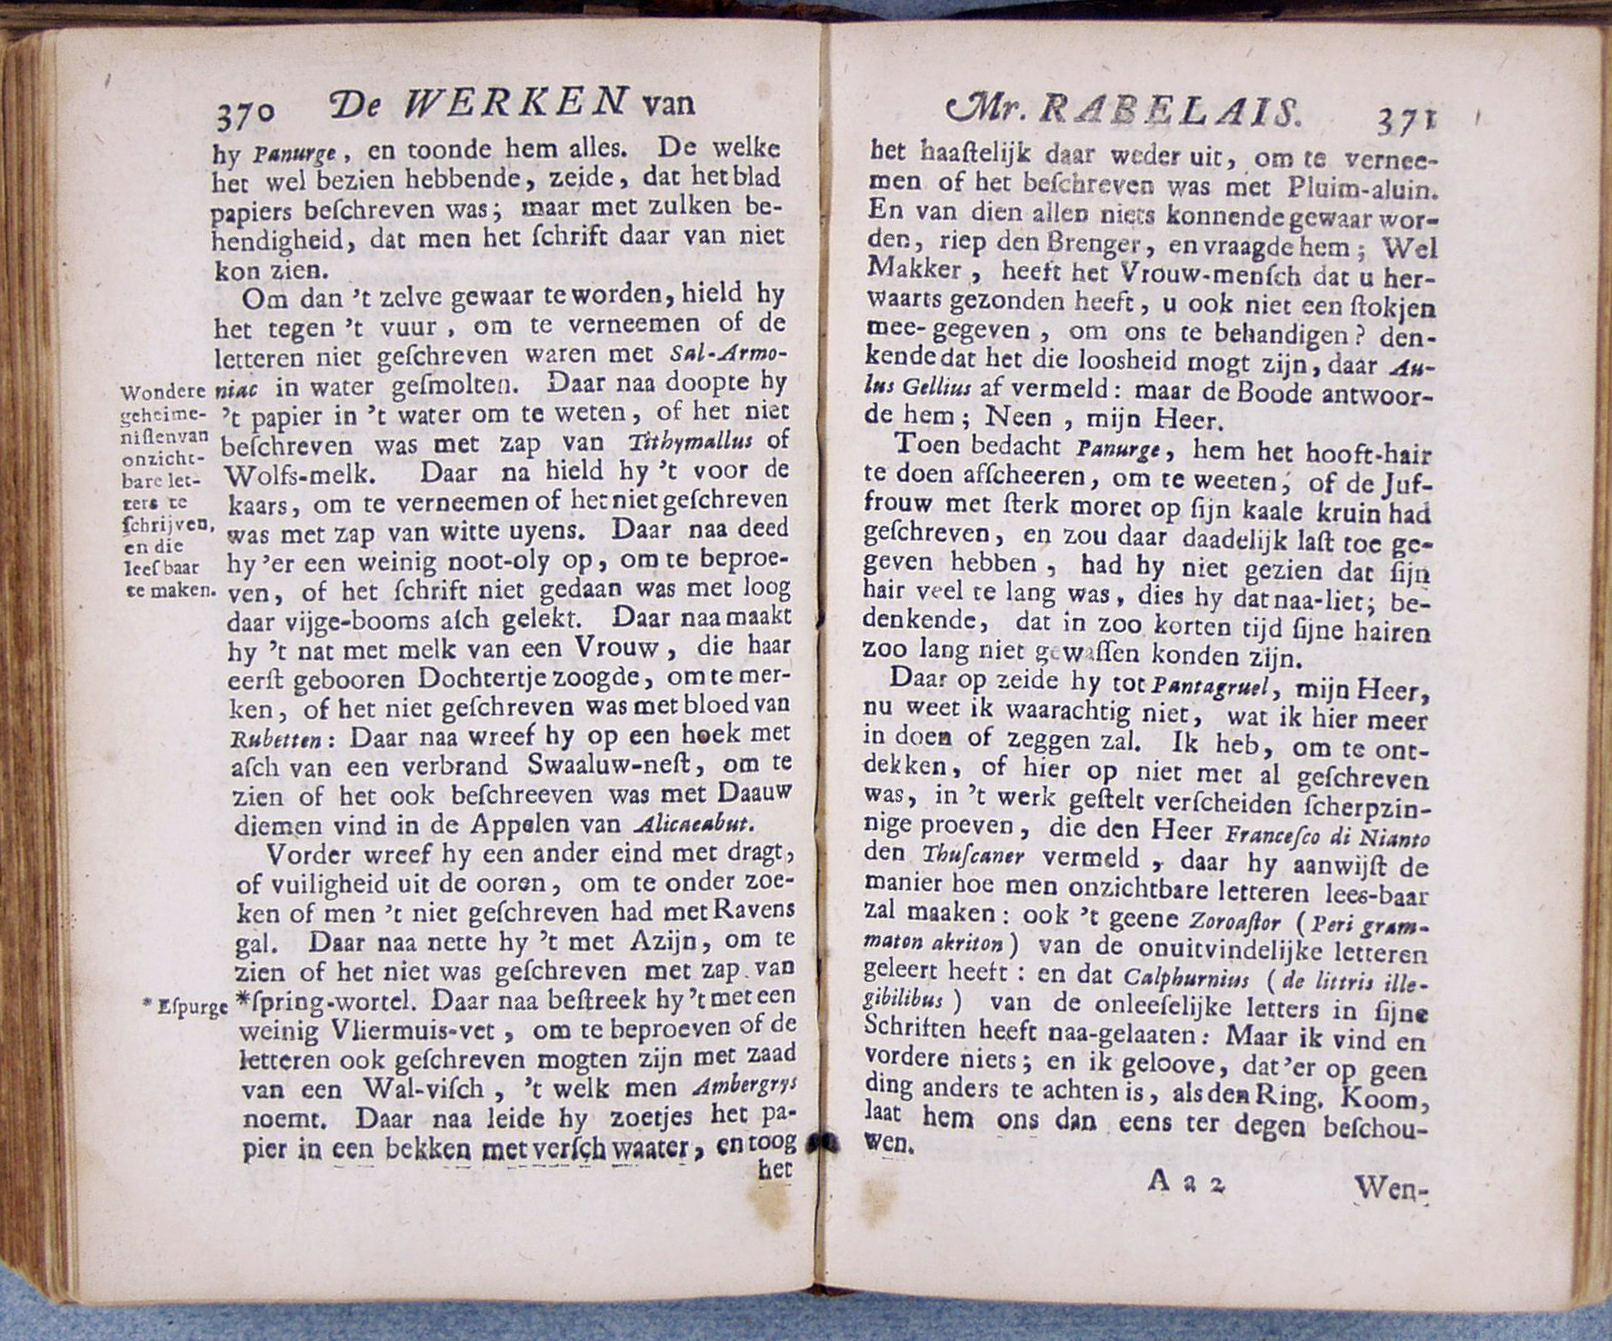 370 De WERKEN van
hy Panurge, en toonde hem alles. De welke
het wel bezien hebbende, zeide, dat het blad
papiers beſchreven was; maar met zulken be-
hendigheid, dat men het ſchrift daar van niet
kon zien.
Om dan 't zelve gewaar te worden, hield hy
het tegen 't vuur, om te verneemen of de
letteren niet geſchreven waren met Sal-Armo-
niac in water geſmolten. Daar naa doopte hy
't papier in 't water om te weten, of het niet
beſchreven was met zap van Tithymallus of
Wolfs-melk. Daar na hield hy 't voor de
kaars, om te verneemen of het niet geſchreven
was met zap van witte uyens. Daar naa deed
hy 'er een weinig noot-oly op, om te beproe-
ven, of het ſchrift niet gedaan was met loog
daar vijge-booms aſch gelekt. Daar naa maakt
hy 't nat met melk van een Vrouw, die haar
eerſt gebooren Dochtertje zoogde, om te mer-
ken, of het niet geſchreven was met bloed van
Rubetten: Daar naa wreef hy op een hoek met
aſch van een verbrand Swaaluw-neſt, om te
zien of het ook beſchreeven was met Daauw
diemen vind in de Appelen van Alicacabut.
Vorder wreef hy een ander eind met dragt,
of vuiligheid uit de ooren, om te onder zoe-
ken of men 't niet geſchreven had met Ravens
gal. Daar naa nette hy 't met Azijn, om te
zien of het niet was geſchreven met zap van
*ſpring-wortel. Daar naa beſtreek hy 't met een
weinig Vliermuis-vet, om te beproeven of de
letteren ook geſchreven mogten zijn met zaad
van een Wal-viſch, 't welk men Ambergrys
noemt. Daar naa leide hy zoetjes het pa-
pier in een bekken met verſch waater, en toog
het
Wondere
geheime-
niſſen van
onzicht-
bare let-
ters te
ſchrijven,
en die
leeſbaar
te maken.
* Eſpurge
Mr. RABELAIS. 371
het haaſtelijk daar weder uit, om te vernee-
men of het beſchreven was met Pluim-aluin.
En van dien allen niets konnende gewaar wor-
den, riep den Brenger, en vraagde hem; Wel
Makker, heeft het Vrouw-menſch dat u her-
waarts gezonden heeft, u ook niet een ſtokjen
mee-gegeven, om ons te behandigen? den-
kende dat het die loosheid mogt zijn, daar Au-
lus Gellius af vermeld: maar de Boode antwoor-
de hem; Neen, mijn Heer.
Toen bedacht Panurge, hem het hooft-hair
te doen afſcheeren, om te weeten, of de Juf-
frouw met ſterk moret op ſijn kaale kruin had
geſchreven, en zou daar daadelijk laſt toe ge-
geven hebben, had hy niet gezien dat ſijn
hair veel te lang was, dies hy dat naa-liet; be-
denkende, dat in zoo korten tijd ſijne hairen
zoo lang niet gewaſſen konden zijn.
Daar op zeide hy tot Pantagruel, mijn Heer,
nu weet ik waarachtig niet, wat ik hier meer
in doen of zeggen zal. Ik heb, om te ont-
dekken, of hier op niet met al geſchreven
was, in 't werk geſtelt verſcheiden ſcherpzin-
nige proeven, die den Heer Franceſco di Nianto
den Thuſcaner vermeld, daar hy aanwijſt de
manier hoe men onzichtbare letteren lees-baar
zal maaken: ook 't geene Zoroaſtor (Peri gram-
maton akriton) van de onuitvindelijke letteren
geleert heeft: en dat Calphurnius (de littris ille-
gibilibus) van de onleeſelijke letters in ſijne
Schriften heeft naa-gelaaten: Maar ik vind en
vordere niets; en ik geloove, dat 'er op geen
ding anders te achten is, als den Ring. Koom,
laat hem ons dan eens ter degen beſchou-
wen.
A a 2 Wen-